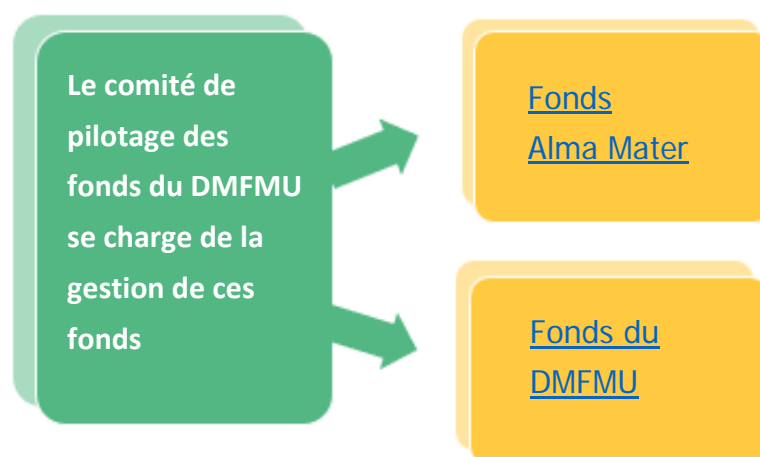 Le comité de
pilotage des
fonds du DMFMU
se charge de la
gestion de ces
fonds
Fonds
Alma Mater
Fonds du
DMFMU